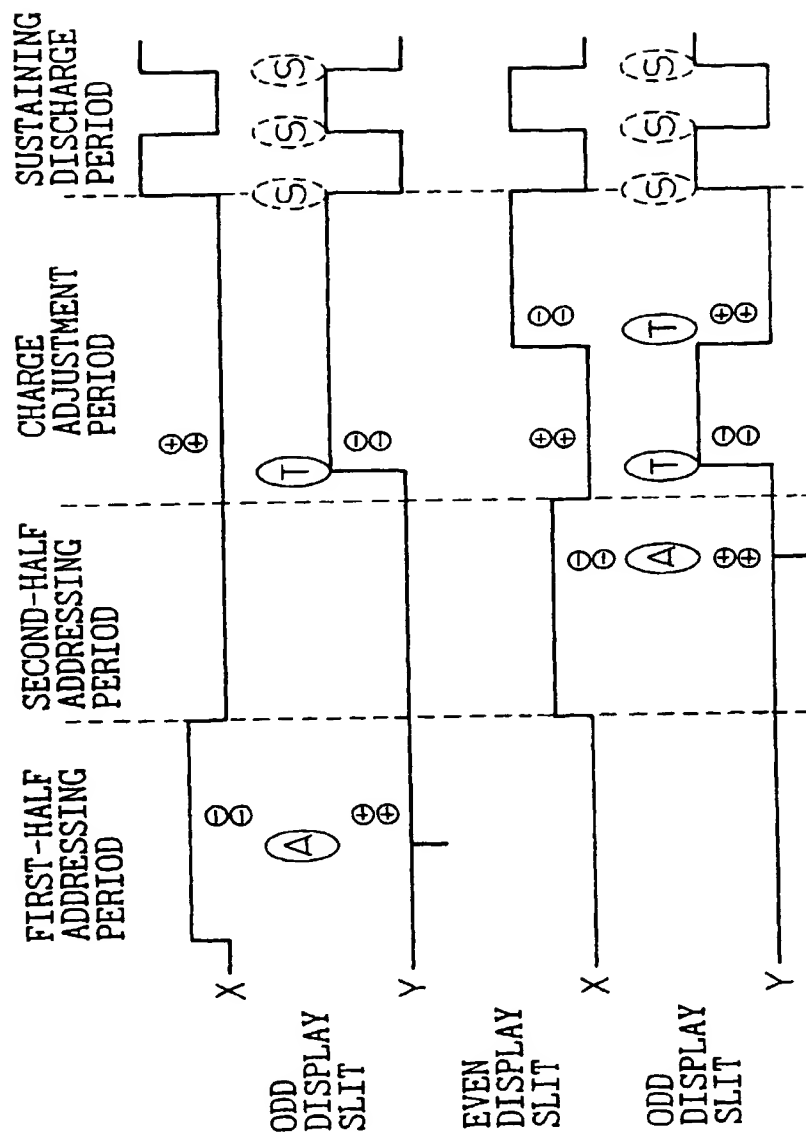 FIRST-HALF
ADDRESSING
PERIOD
SECOND-HALF
ADDRESSING
PERIOD
CHARGE
ADJUSTMENT
PERIOD
SUSTAINING
DISCHARGE
PERIOD
X
⊖⊖
⊕⊕
ODD
DISPLAY
SLIT
A
T
S
S
S
⊕⊕
⊖⊖
Y
EVEN
DISPLAY
SLIT
X
⊖⊖
⊕⊕
⊖⊖
ODD
DISPLAY
SLIT
A
T
T
S
S
S
⊕⊕
⊖⊖
⊕⊕
Y